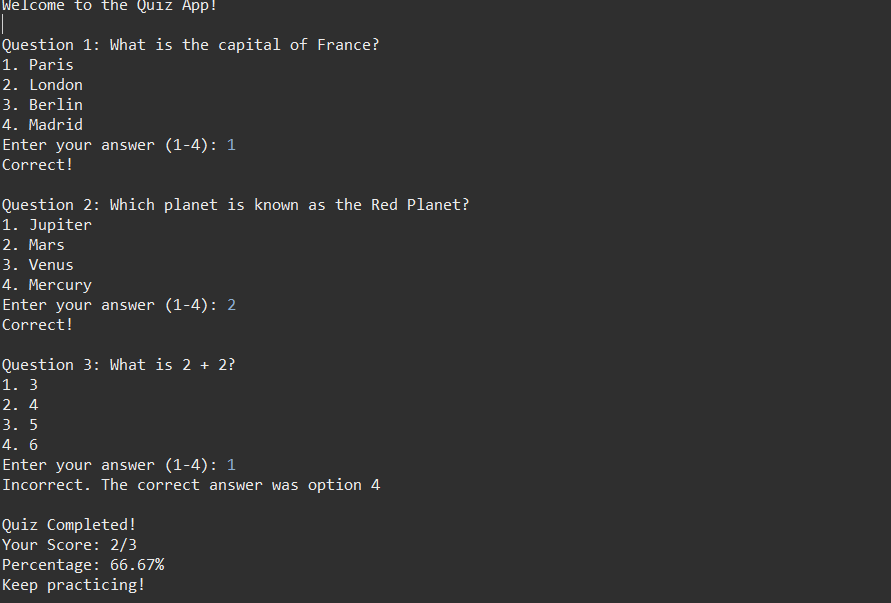 Welcome to the Quiz App!
Question 1: What is the capital of France?
1. Paris
2. London
3. Berlin
4. Madrid
Enter your answer (1-4): 1
Correct!
Question 2: Which planet is known as the Red Planet?
1. Jupiter
2. Mars
3. Venus
4. Mercury
Enter your answer (1-4): 2
Correct!
Question 3: What is 2 + 2?
1. 3
2. 4
3. 5
4. 6
Enter your answer (1-4): 1
Incorrect. The correct answer was option 4
Quiz Completed!
Your Score: 2/3
Percentage: 66.67%
Keep practicing!